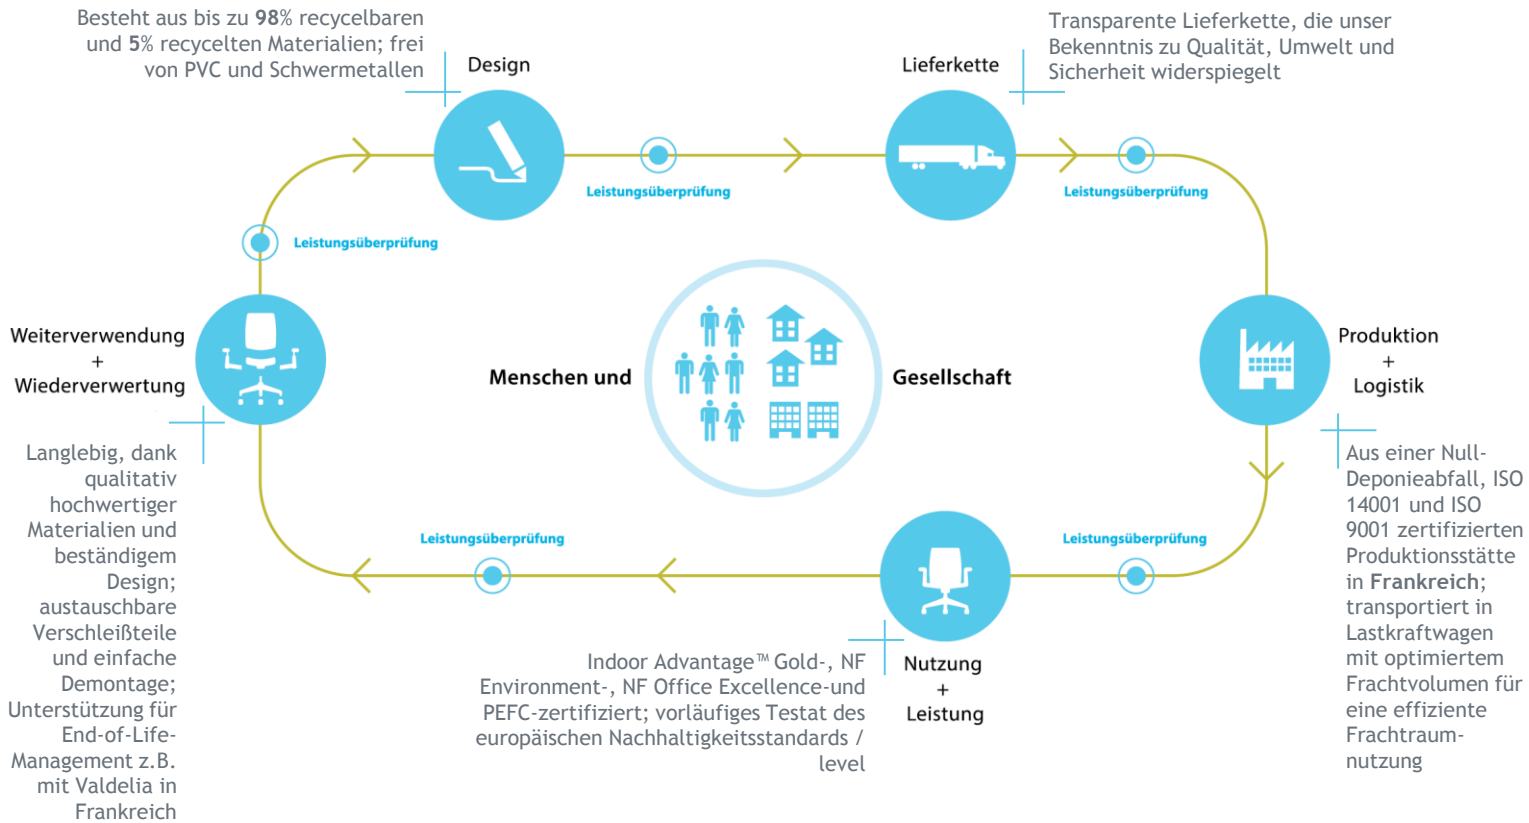 Besteht aus bis zu 98% recycelbaren
und 5% recycelten Materialien; frei
von PVC und Schwermetallen
Design
Lieferkette
Transparente Lieferkette, die unser
Bekenntnis zu Qualität, Umwelt und
Sicherheit widerspiegelt
Leistungsüberprüfung
Leistungsüberprüfung
Leistungsüberprüfung
Weiterverwendung
+
Wiederverwertung
Menschen und
Gesellschaft
Produktion
+
Logistik
Langlebig, dank
qualitativ
hochwertiger
Materialien und
beständigem
Design;
austauschbare
Verschleißteile
und einfache
Demontage;
Unterstützung für
End-of-Life-
Management z.B.
mit Valdelia in
Frankreich
Leistungsüberprüfung
Leistungsüberprüfung
Aus einer Null-
Deponieabfall, ISO
14001 und ISO
9001 zertifizierten
Produktionsstätte
in Frankreich;
transportiert in
Lastkraftwagen
mit optimiertem
Frachtvolumen für
eine effiziente
Frachtraum-
nutzung
Indoor Advantage™ Gold-, NF
Environment-, NF Office Excellence-und
PEFC-zertifiziert; vorläufiges Testat des
europäischen Nachhaltigkeitsstandards /
level
Nutzung
+
Leistung